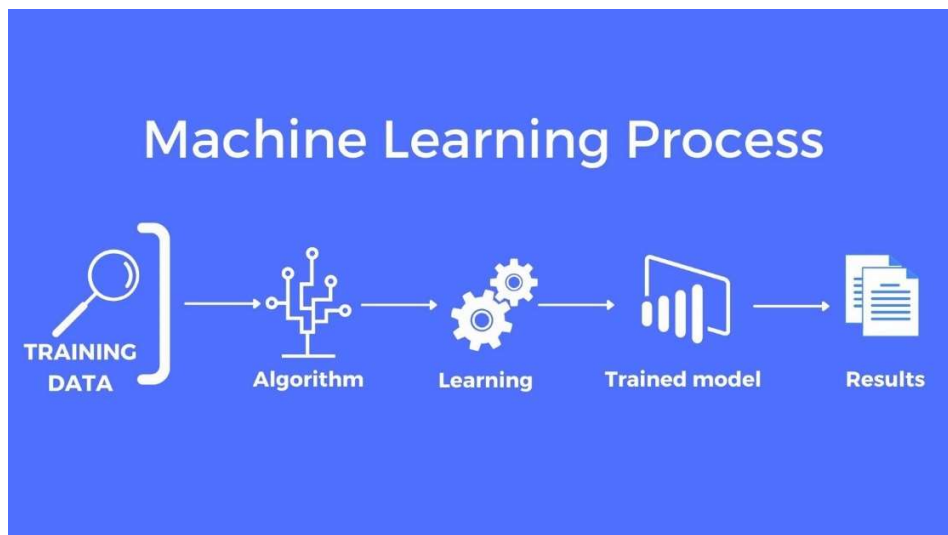 Machine Learning Process
TRAINING
DATA
Algorithm
Learning
Trained model
Results